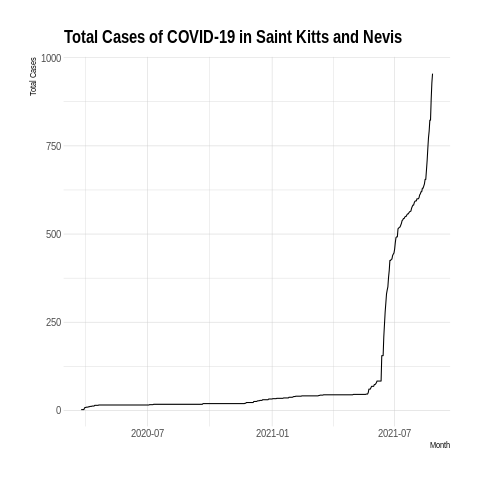 Total Cases of COVID-19 in Saint Kitts and Nevis
Total Cases
1000
750
500
250
0
2020-07
2021-01
2021-07
Month